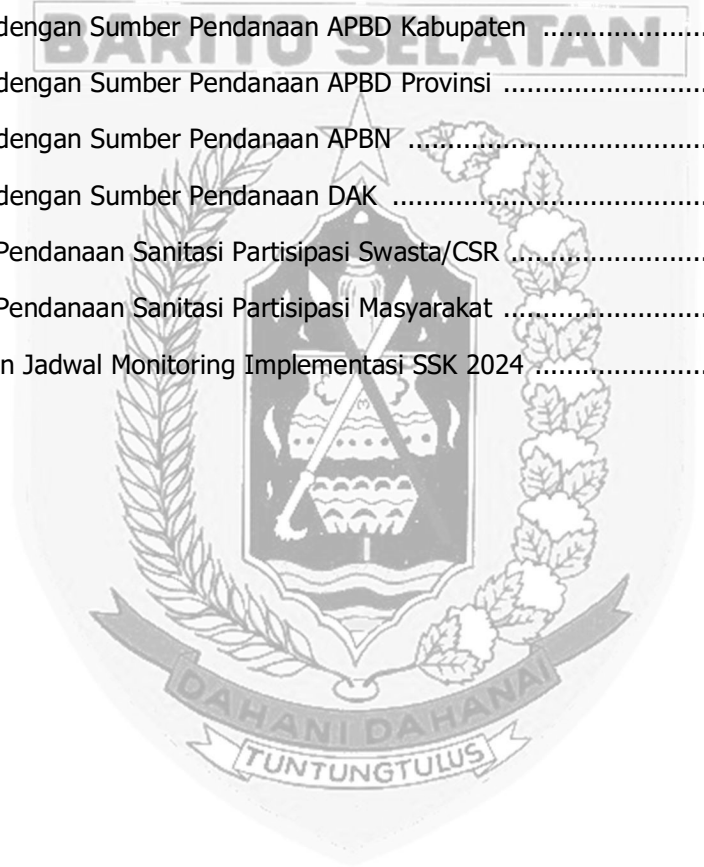 dengan Sumber Pendanaan APBD Kabupaten ......................
BARITO SELATAN
dengan Sumber Pendanaan APBD Provinsi ...........................
dengan Sumber Pendanaan APBN .......................................
dengan Sumber Pendanaan DAK .........................................
Pendanaan Sanitasi Partisipasi Swasta/CSR .........................
Pendanaan Sanitasi Partisipasi Masyarakat ..........................
n Jadwal Monitoring Implementasi SSK 2024 ......................
DAHANI DAHANAI
TUNTUNGTULUS